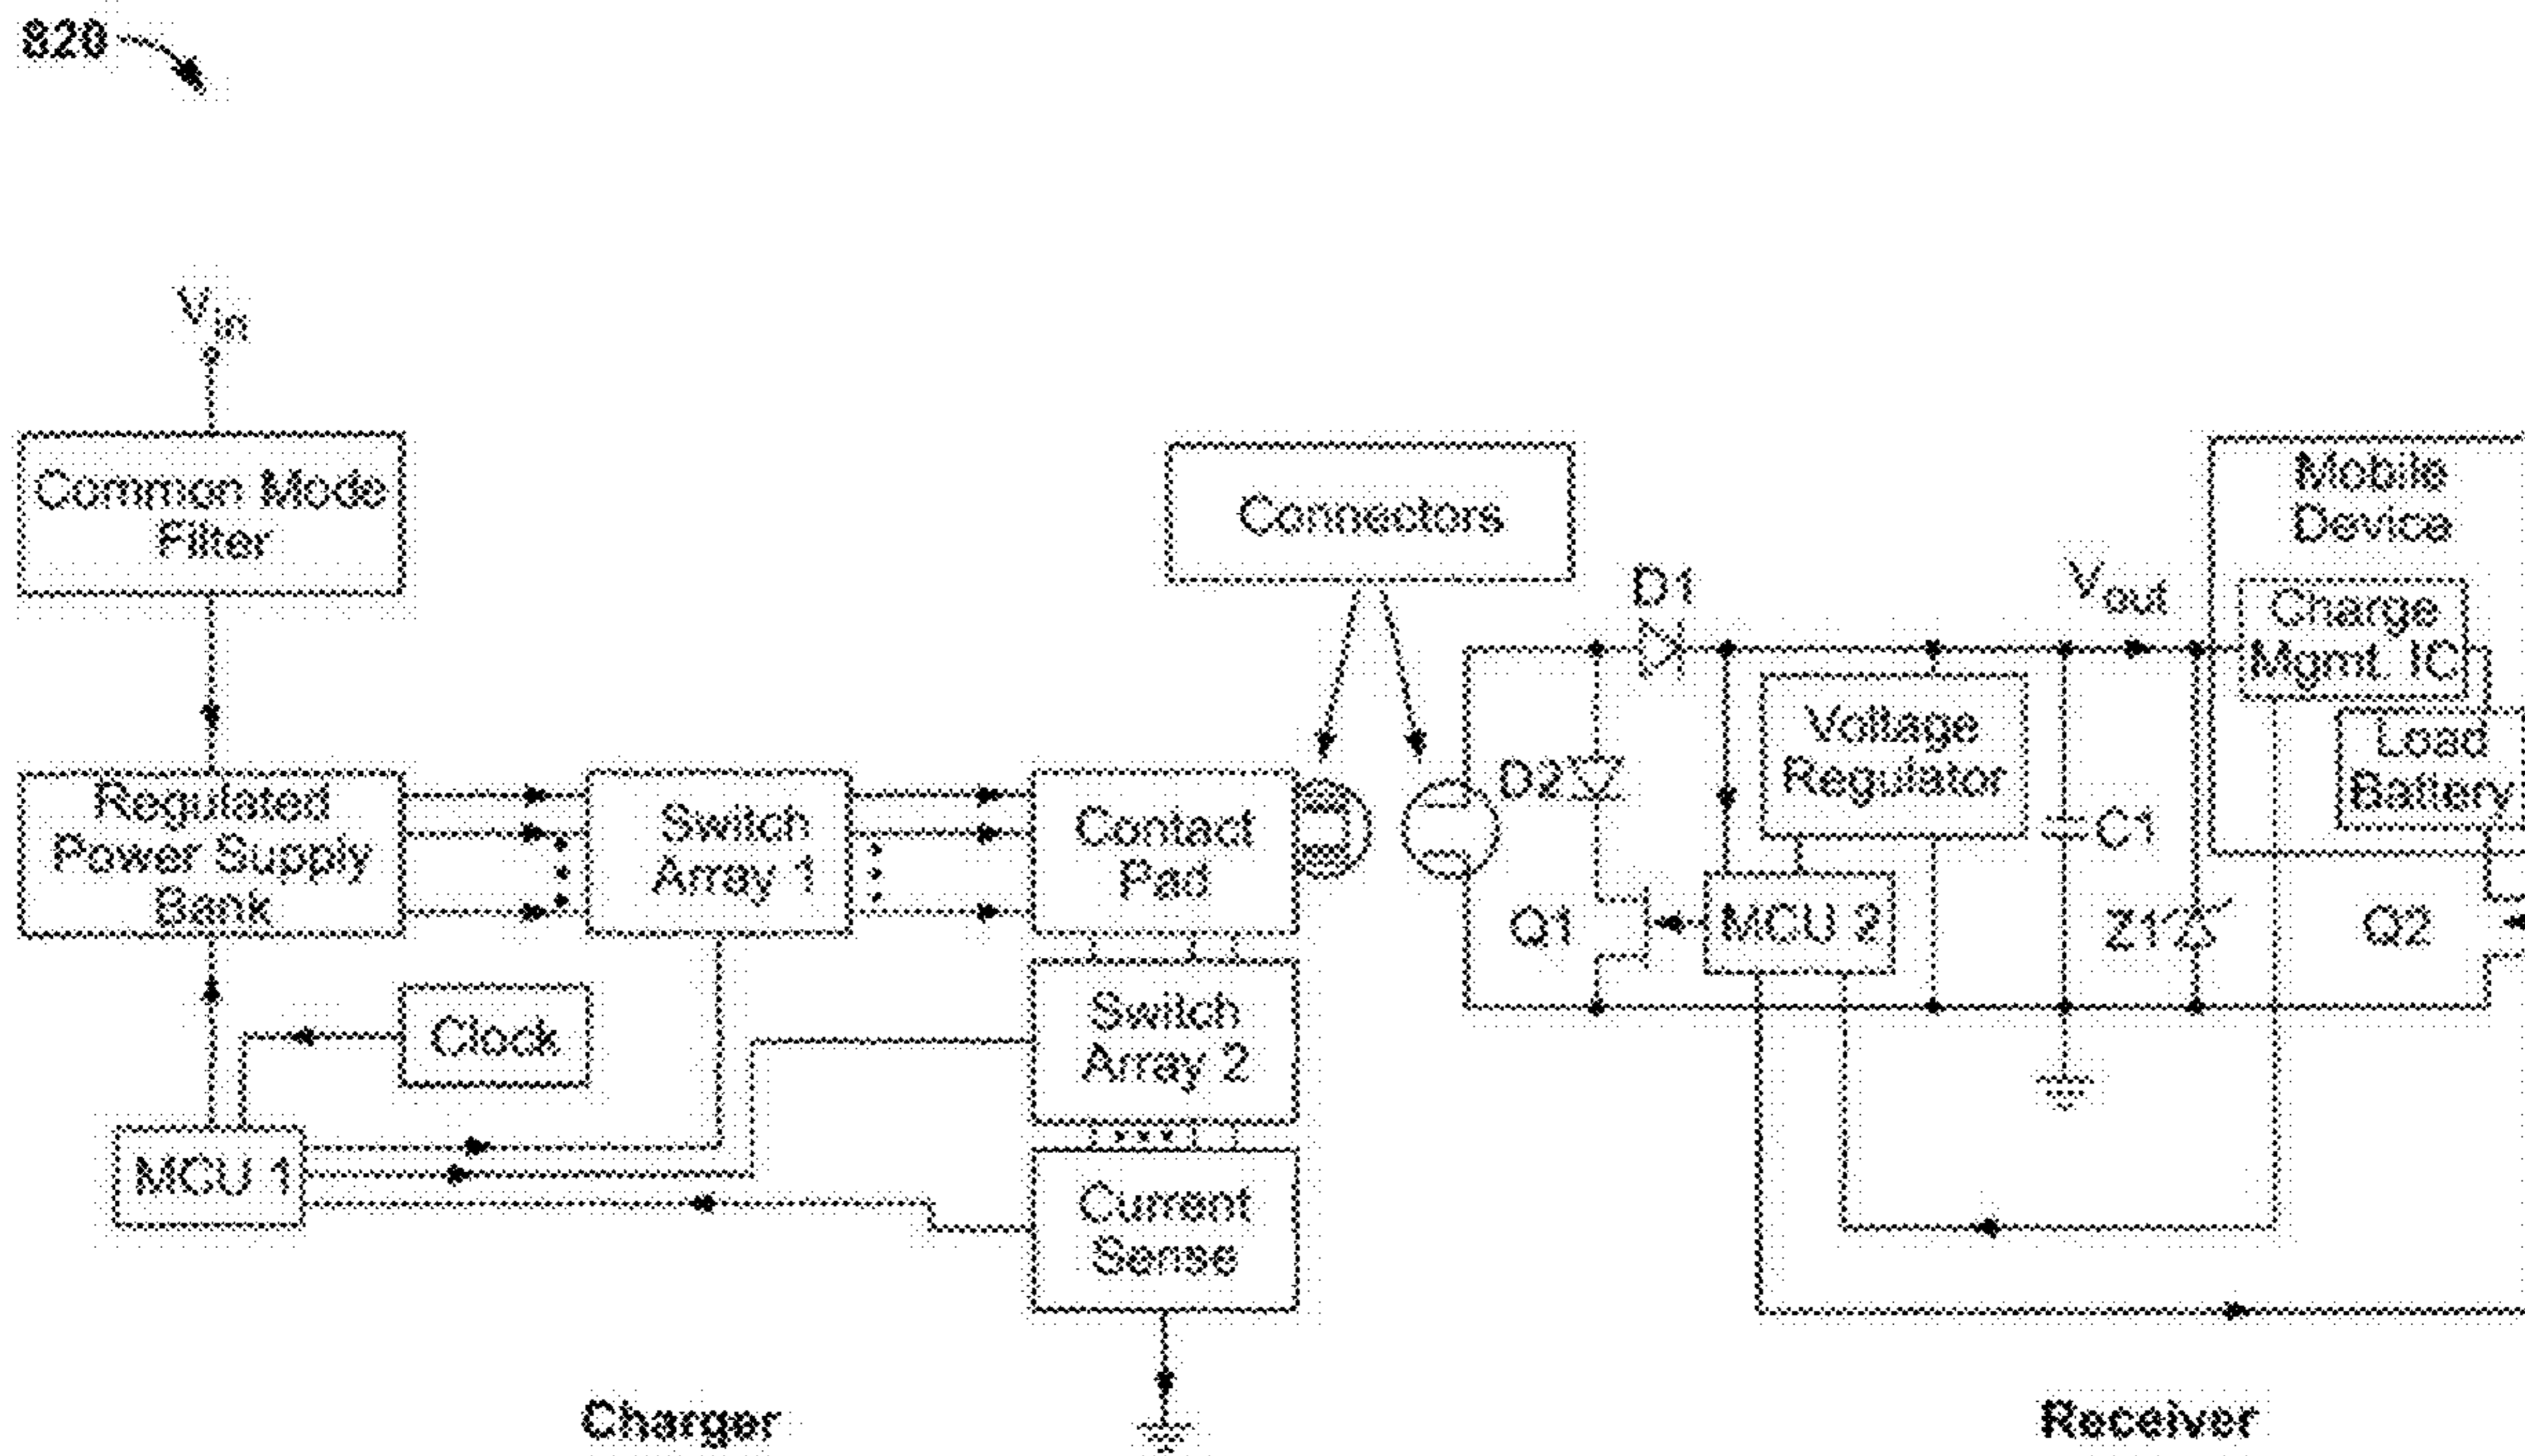 820
Vin
Common Mode
Filter
Connectors
Mobile
Device
D1
Vout
Charge
Mgmt. IC
Regulated
Power Supply
Bank
Switch
Array 1
Contact
Pad
D2
Voltage
Regulator
Load
Battery
C1
Q1
MCU 2
Z1
Q2
Clock
Switch
Array 2
MCU 1
Current
Sense
Charger
Receiver